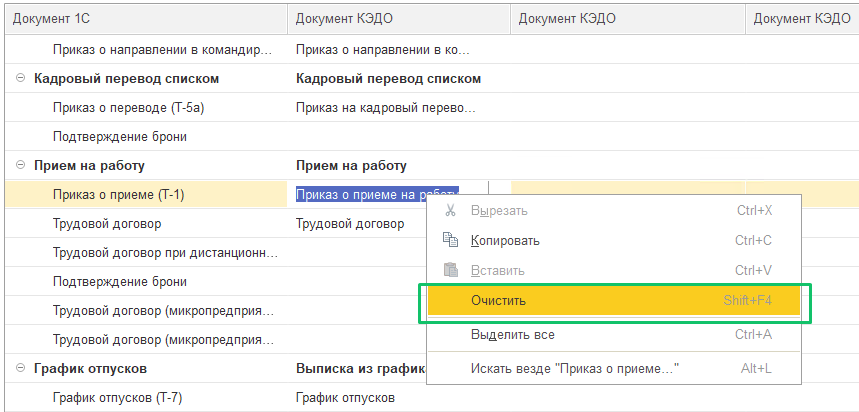 Документ 1С Документ КЭДО Документ КЭДО Документ КЭДО
Приказ о направлении в командир... Приказ о направлении в ко...
Кадровый перевод списком Кадровый перевод списком
Приказ о переводе (Т-5а) Приказ на кадровый перево...
Подтверждение брони
Прием на работу Прием на работу
Приказ о приеме (Т-1) Приказ о приеме на работу
Вырезать Ctrl+X
Трудовой договор Трудовой договор
Копировать Ctrl+C
Трудовой договор при дистанционн...
Вставить Ctrl+V
Подтверждение брони
Очистить Shift+F4
Трудовой договор (микропредприя...
Выделить все Ctrl+A
Трудовой договор (микропредприя...
График отпусков Выписка из график
Искать везде "Приказ о приеме..." Alt+L
График отпусков (Т-7) График отпусков